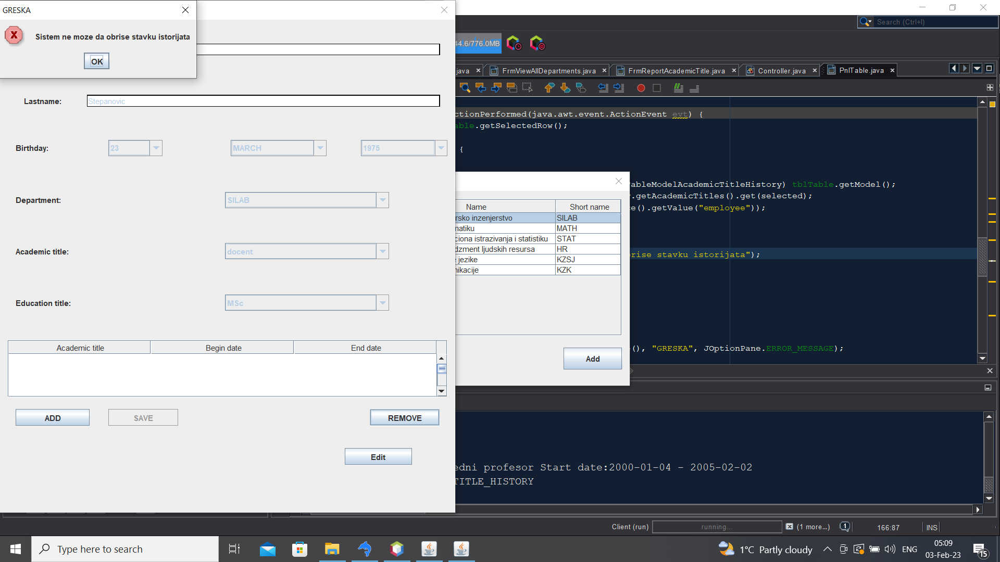 GRESKA
Sistem ne moze da obrise stavku istorijata
OK
Lastname:
Stepanovic
Birthday:
23
MARCH
1975
Department:
SILAB
Academic title:
docent
Education title:
MSc
Academic title
Begin date
End date
ADD
SAVE
REMOVE
Edit
Name
Short name
rsko inzenjerstvo
SILAB
matiku
MATH
ciona istrazivanja i statistiku
STAT
dzment ljudskih resursa
HR
e jezike
KZSJ
nikacije
KZK
Add
Search (Ctrl+I)
44.6/776.0MB
java
FrmViewAllDepartments.java
FrmReportAcademicTitle.java
Controller.java
PnlTable.java
ctionPerformed(java.awt.event.ActionEvent evt) {
able.getSelectedRow();
{
ableModelAcademicTitleHistory) tblTable.getModel();
.getAcademicTitles().get(selected);
ce().getValue("employee"));
rise stavku istorijata");
(), "GRESKA", JOptionPane.ERROR_MESSAGE);
edni profesor Start date:2000-01-04 - 2005-02-02
TITLE_HISTORY
Client (run)
running...
(1 more...)
1
166:87
INS
Type here to search
1°C Partly cloudy
ENG
05:09
03-Feb-23
15